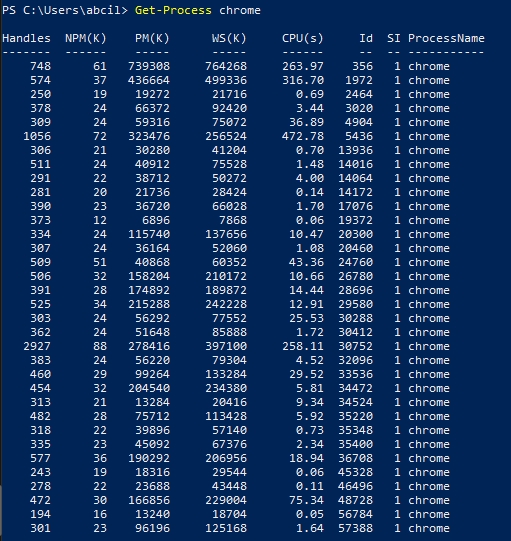 PS C:\Users\abcil> Get-Process chrome
Handles NPM(K) PM(K) WS(K) CPU(s) Id SI ProcessName
------- ------ ----- ----- ------ -- -- -----------
748 61 739308 764268 263.97 356 1 chrome
574 37 436664 499336 316.70 1972 1 chrome
250 19 19272 21716 0.69 2464 1 chrome
378 24 66372 92420 3.44 3020 1 chrome
309 24 59316 75072 36.89 4904 1 chrome
1056 72 323476 256524 472.78 5436 1 chrome
306 21 30280 41204 0.70 13936 1 chrome
511 24 40912 75528 1.48 14016 1 chrome
291 22 38712 50272 4.00 14064 1 chrome
281 20 21736 28424 0.14 14172 1 chrome
390 23 36720 66028 1.70 17076 1 chrome
373 12 6896 7868 0.06 19372 1 chrome
334 24 115740 137656 10.47 20300 1 chrome
307 24 36164 52060 1.08 20460 1 chrome
509 51 40868 60352 43.36 24760 1 chrome
506 32 158204 210172 10.66 26780 1 chrome
391 28 174892 189872 14.44 28696 1 chrome
525 34 215288 242228 12.91 29580 1 chrome
303 24 56292 77552 25.53 30288 1 chrome
362 24 51648 85888 1.72 30412 1 chrome
2927 88 278416 397100 258.11 30752 1 chrome
383 24 56220 79304 4.52 32096 1 chrome
460 29 99264 133284 29.52 33536 1 chrome
454 32 204540 234380 5.81 34472 1 chrome
313 21 13284 20416 9.34 34524 1 chrome
482 28 75712 113428 5.92 35220 1 chrome
318 22 39896 57140 0.73 35348 1 chrome
335 23 45092 67376 2.34 35400 1 chrome
577 36 190292 206956 18.94 36708 1 chrome
243 19 18316 29544 0.06 45328 1 chrome
278 22 23688 43448 0.11 46496 1 chrome
472 30 166856 229004 75.34 48728 1 chrome
194 16 13240 18704 0.05 56784 1 chrome
301 23 96196 125168 1.64 57388 1 chrome